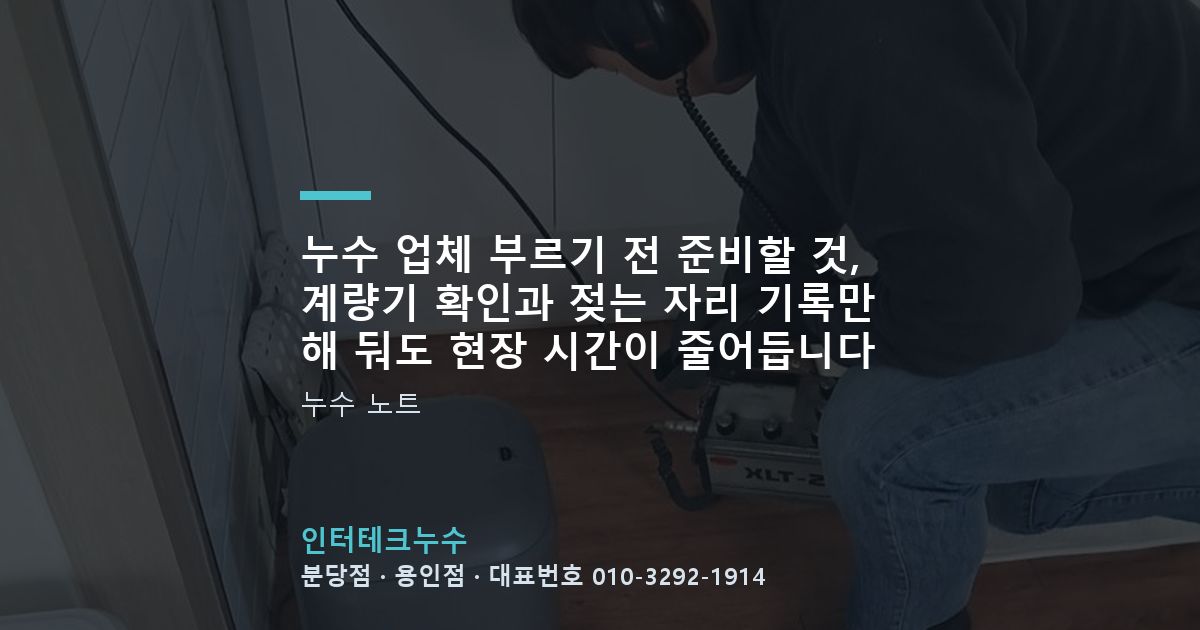 누수 업체 부르기 전 준비할 것,
계량기 확인과 젖는 자리 기록만
해 둬도 현장 시간이 줄어듭니다
누수 노트
XLT-2
인터테크누수
분당점 · 용인점 · 대표번호 010-3292-1914